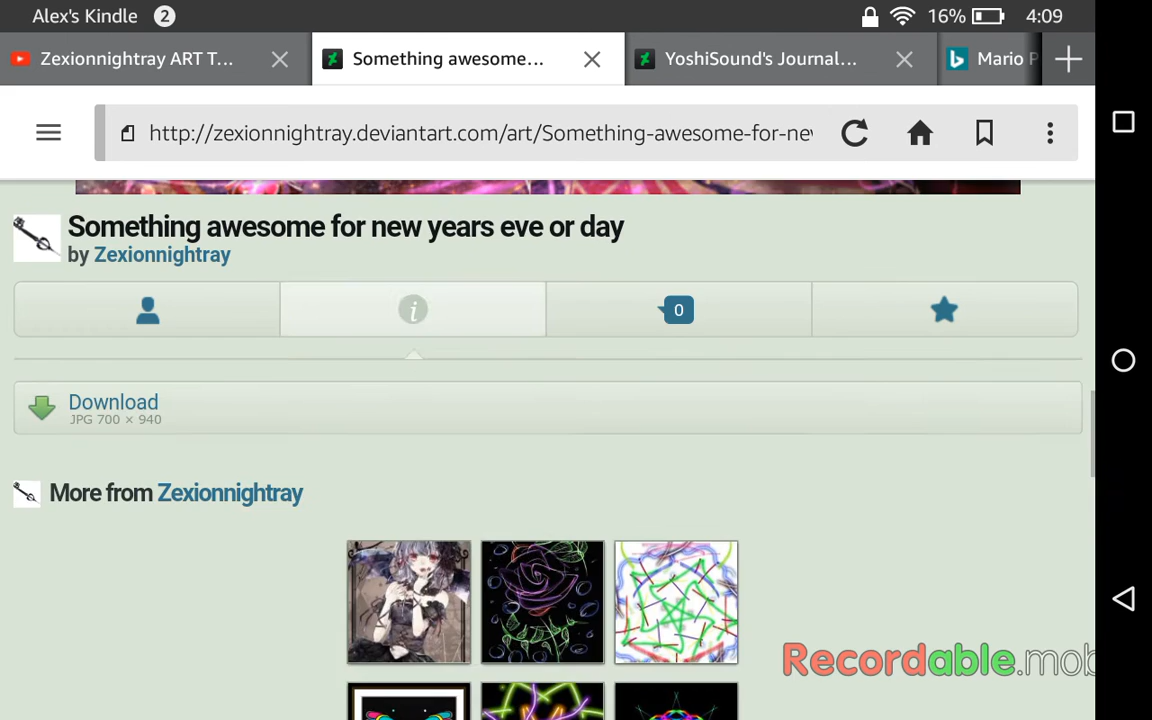 Alex's Kindle 2 16% 4:09
Zexionnightray ART T... Something awesome... YoshiSound's Journal... Mario P
http://zexionnightray.deviantart.com/art/Something-awesome-for-nev
Something awesome for new years eve or day
by Zexionnightray
0
Download
JPG 700 × 940
More from Zexionnightray
Recordable.mob